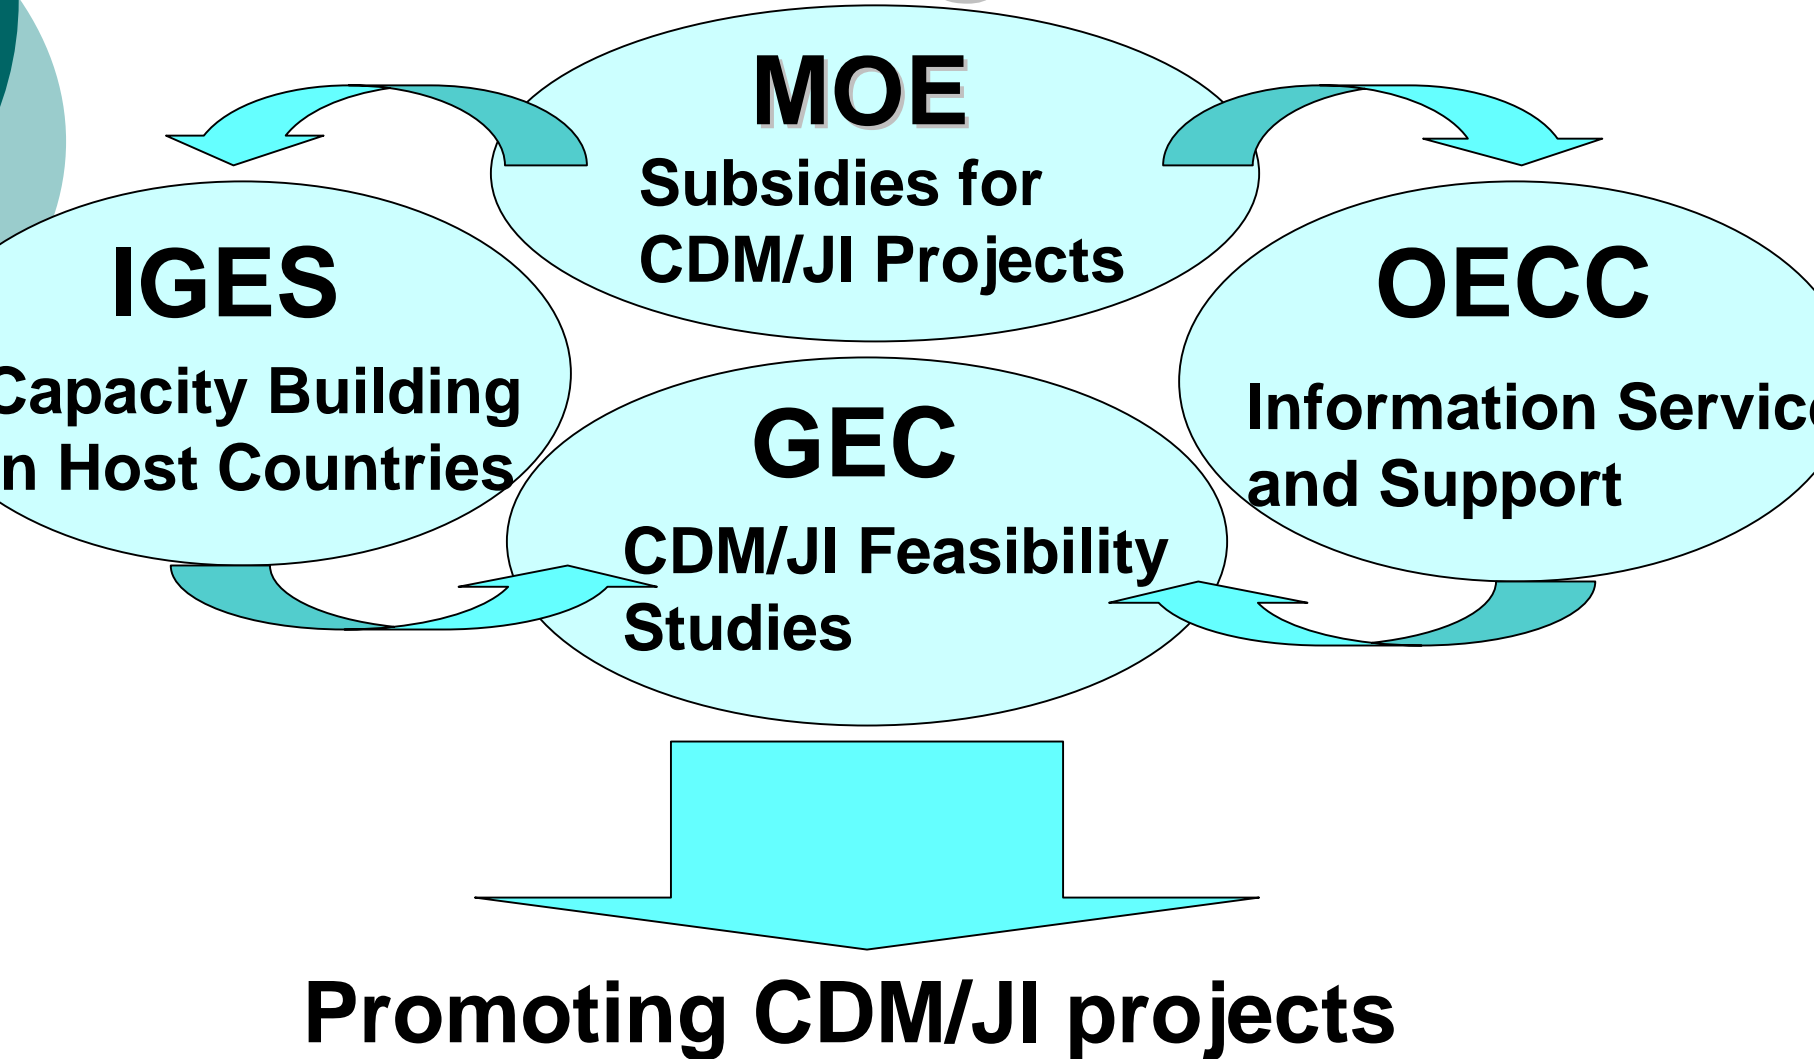 MOE
Subsidies for
CDM/JI Projects
IGES
Capacity Building
n Host Countries
OECC
Information Servic
and Support
GEC
CDM/JI Feasibility
Studies
Promoting CDM/JI projects